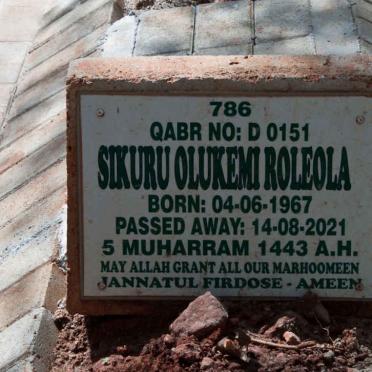 786
QABR NO: D 0151
SIKURU OLUKEMI ROLEOLA
BORN: 04-06-1967
PASSED AWAY: 14-08-2021
5 MUHARRAM 1443 A.H.
MAY ALLAH GRANT ALL OUR MARHOOMEEN
JANNATUL FIRDOSE - AMEEN